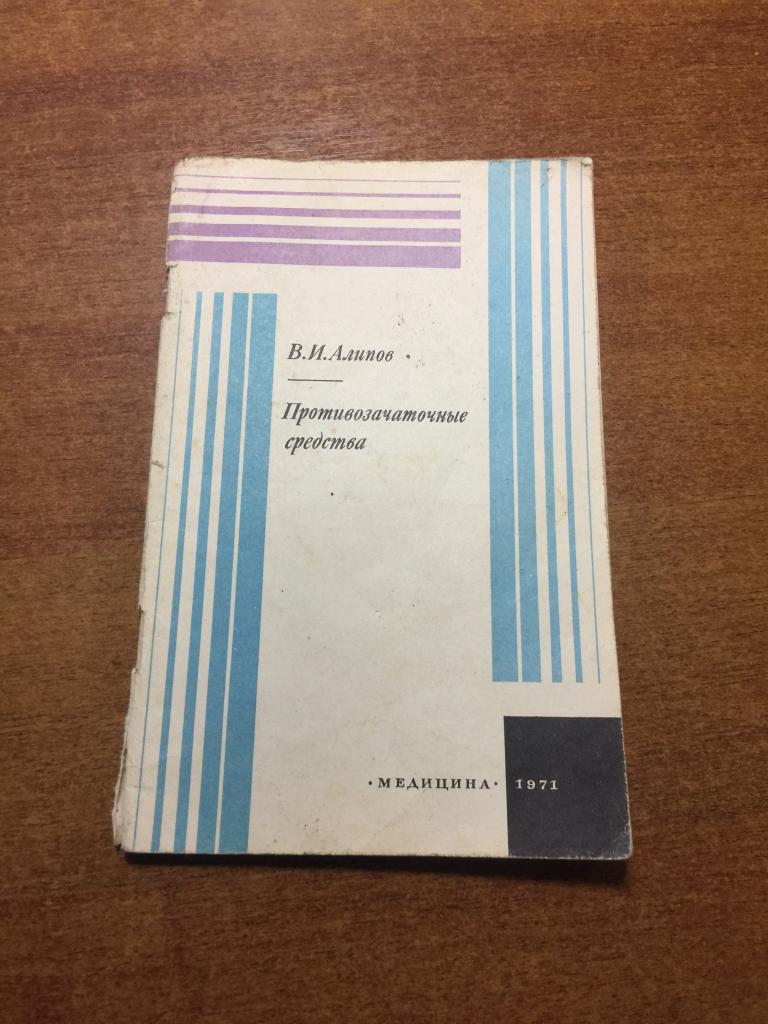 В.И.Алипов
Противозачаточные
средства
·МЕДИЦИНА· 1971